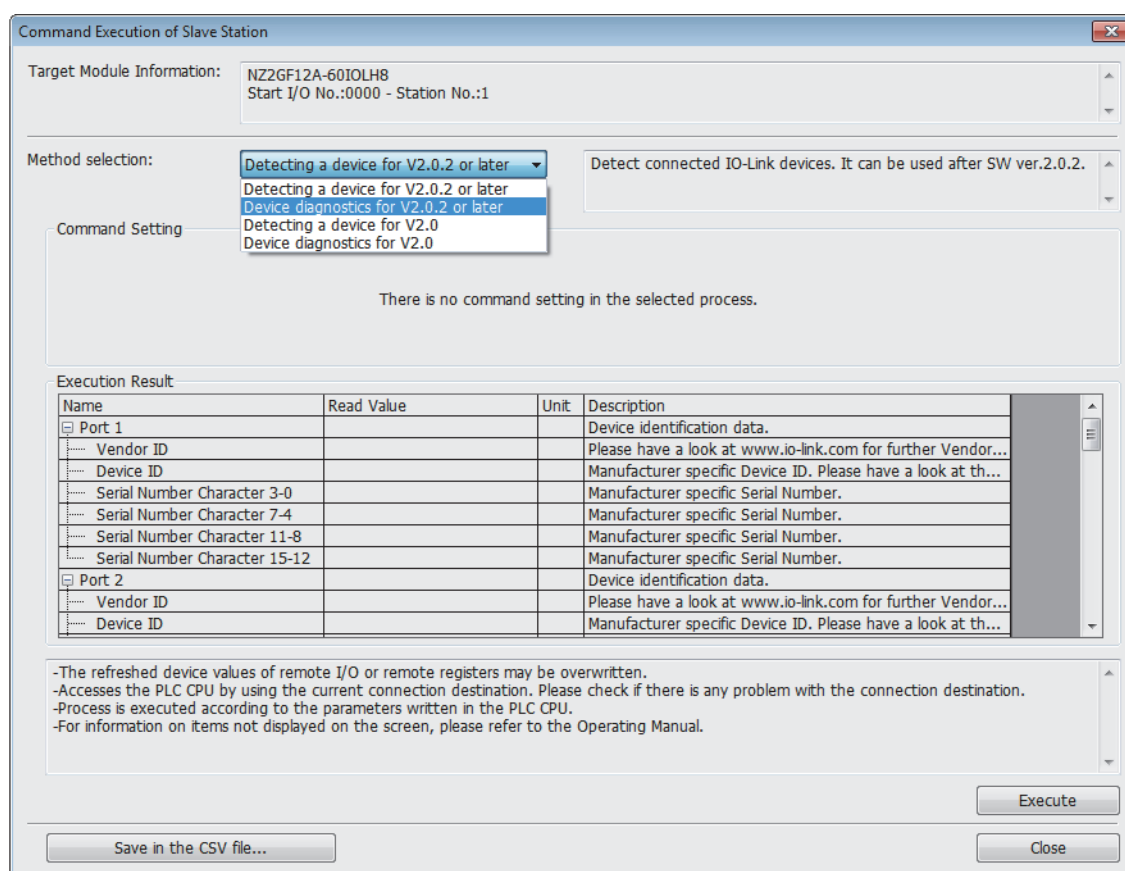 Command Execution of Slave Station
Target Module Information:
NZ2GF12A-60IOLH8
Start I/O No.:0000 - Station No.:1
Method selection:
Detecting a device for V2.0.2 or later
Detect connected IO-Link devices. It can be used after SW ver.2.0.2.
Detecting a device for V2.0.2 or later
Device diagnostics for V2.0.2 or later
Detecting a device for V2.0
Device diagnostics for V2.0
Command Setting
There is no command setting in the selected process.
Execution Result
Name Read Value Unit Description
Port 1 Device identification data.
Vendor ID Please have a look at www.io-link.com for further Vendor...
Device ID Manufacturer specific Device ID. Please have a look at th...
Serial Number Character 3-0 Manufacturer specific Serial Number.
Serial Number Character 7-4 Manufacturer specific Serial Number.
Serial Number Character 11-8 Manufacturer specific Serial Number.
Serial Number Character 15-12 Manufacturer specific Serial Number.
Port 2 Device identification data.
Vendor ID Please have a look at www.io-link.com for further Vendor...
Device ID Manufacturer specific Device ID. Please have a look at th...
-The refreshed device values of remote I/O or remote registers may be overwritten.
-Accesses the PLC CPU by using the current connection destination. Please check if there is any problem with the connection destination.
-Process is executed according to the parameters written in the PLC CPU.
-For information on items not displayed on the screen, please refer to the Operating Manual.
Execute
Save in the CSV file...
Close